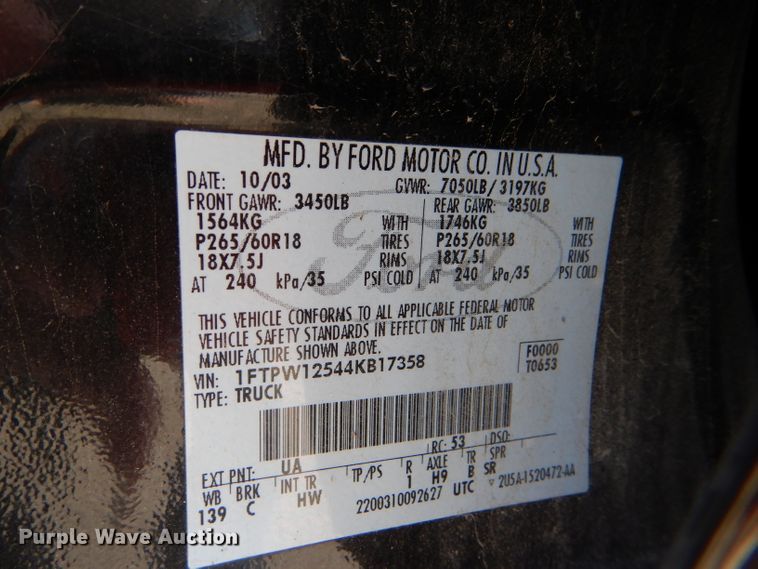 MFD. BY FORD MOTOR CO. IN U.S.A.
DATE: 10/03 GVWR: 7050LB / 3197KG
FRONT GAWR: 3450LB REAR GAWR: 3850LB
1564KG WITH 1746KG WITH
P265/60R18 TIRES P265/60R18 TIRES
18X7.5J RIMS 18X7.5J RIMS
AT 240 kPa/35 PSI COLD AT 240 kPa/35 PSI COLD
Ford
THIS VEHICLE CONFORMS TO ALL APPLICABLE FEDERAL MOTOR
VEHICLE SAFETY STANDARDS IN EFFECT ON THE DATE OF
MANUFACTURE SHOWN ABOVE.
VIN: 1FTPW12544KB17358 F0000
TYPE: TRUCK T0653
EXT PNT: UA RC: 53 DSO:
WB BRK INT TR TP/PS R AXLE TR SPR
139 C HW 1 H9 B SR
2200310092627 UTC 2U5A-1520472-AA
Purple Wave Auction